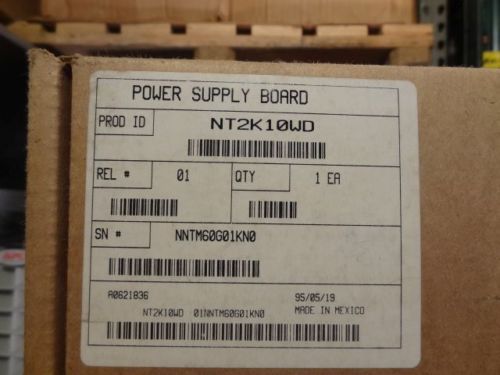 POWER SUPPLY BOARD
PROD ID NT2K10WD
REL # 01 QTY 1 EA
SN # NNTM60G01KN0
A0621836 95/05/19
NT2K10WD 01NNTM60G01KN0 MADE IN MEXICO